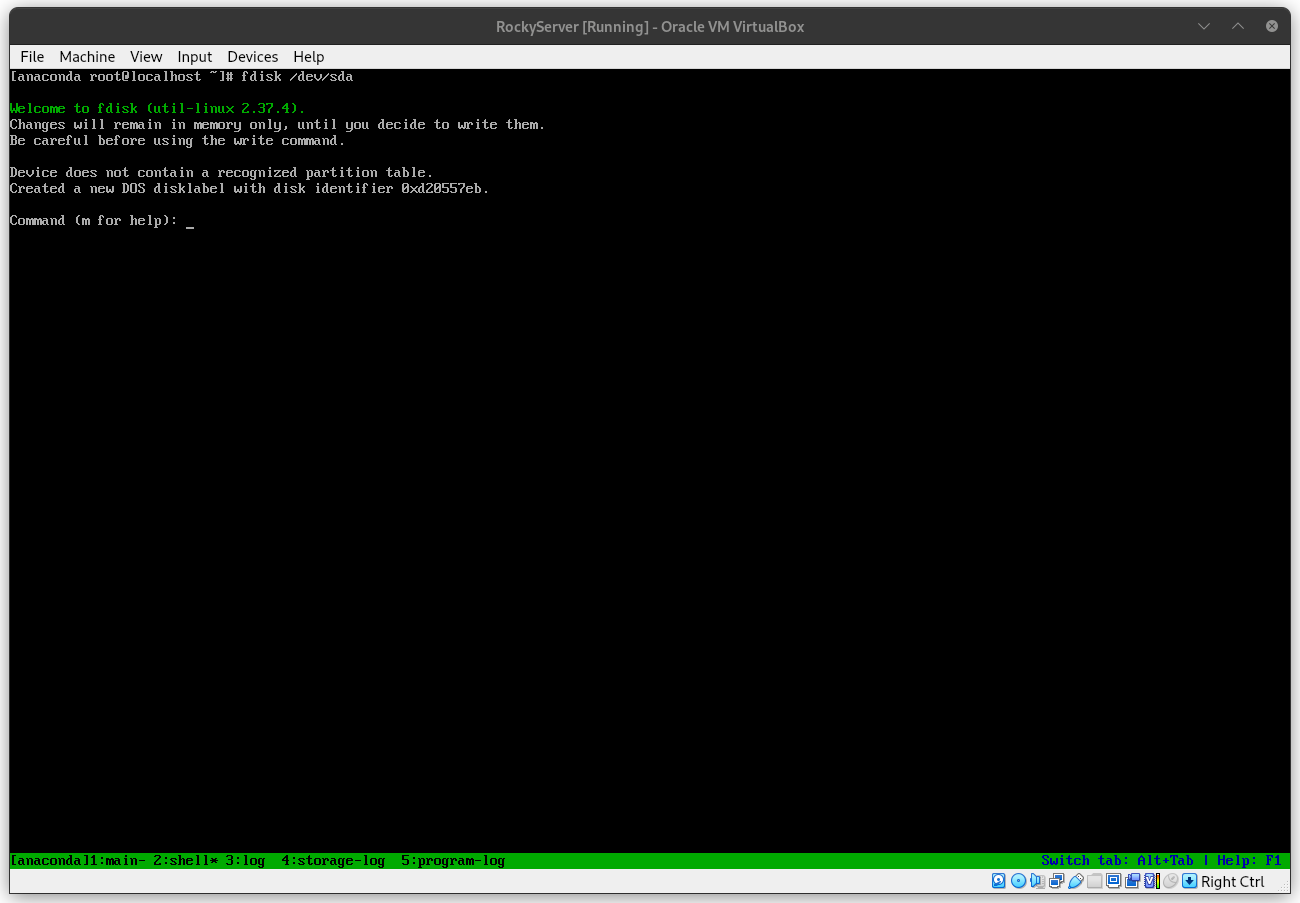 RockyServer [Running] - Oracle VM VirtualBox
File Machine View Input Devices Help
[anaconda root@localhost ~]# fdisk /dev/sda
Welcome to fdisk (util-linux 2.37.4).
Changes will remain in memory only, until you decide to write them.
Be careful before using the write command.
Device does not contain a recognized partition table.
Created a new DOS disklabel with disk identifier 0xd20557eb.
Command (m for help): _
[anaconda]1:main- 2:shell* 3:log  4:storage-log  5:program-log Switch tab: Alt+Tab | Help: F1
Right Ctrl